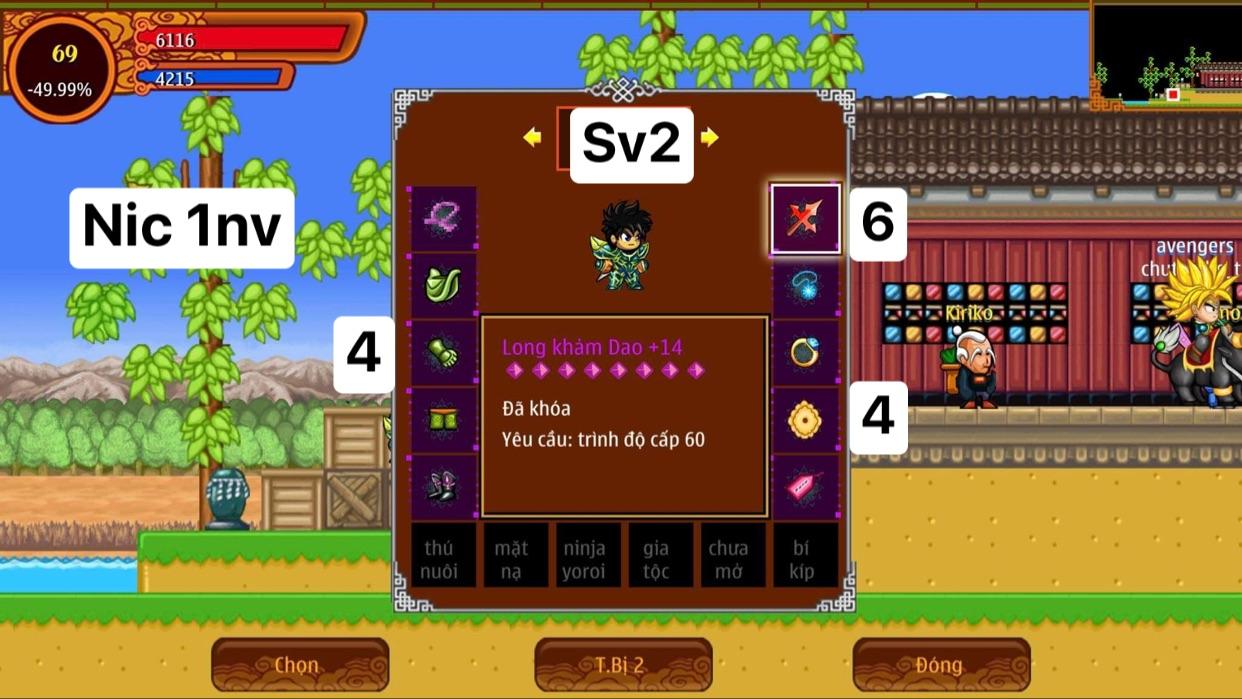 6116
69
4215
-49.99%
Sv2
Nic 1nv
6
avengers
Kiriko
4
Long khảm Dao +14
Đã khóa
4
Yêu cầu: trình độ cấp 60
thú
nuôi
mặt
nạ
ninja
yoroi
gia
tộc
chưa
mở
bí
kíp
Chọn
T.Bị 2
Đóng